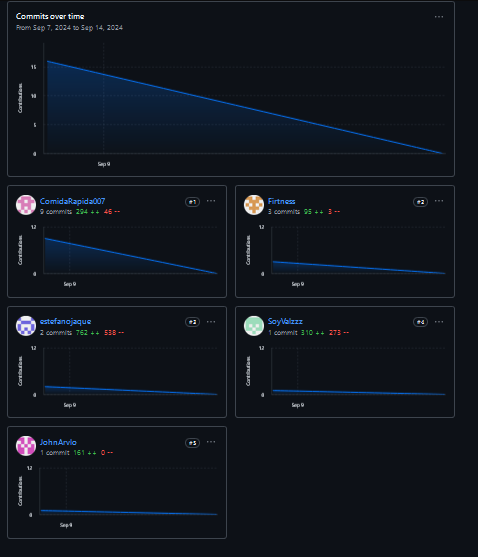 Commits over time
From Sep 7, 2024 to Sep 14, 2024
Contributions
15
10
5
0
Sep 9
ComidaRapida007
#1
9 commits 294 ++ 46 --
Contributions
12
0
Sep 9
Firtness
#2
3 commits 95 ++ 3 --
Contributions
12
0
Sep 9
estefanojaque
#3
2 commits 762 ++ 538 --
Contributions
12
0
Sep 9
SoyValzzz
#4
1 commit 310 ++ 273 --
Contributions
12
0
Sep 9
JohnArvlo
#5
1 commit 161 ++ 0 --
Contributions
12
0
Sep 9